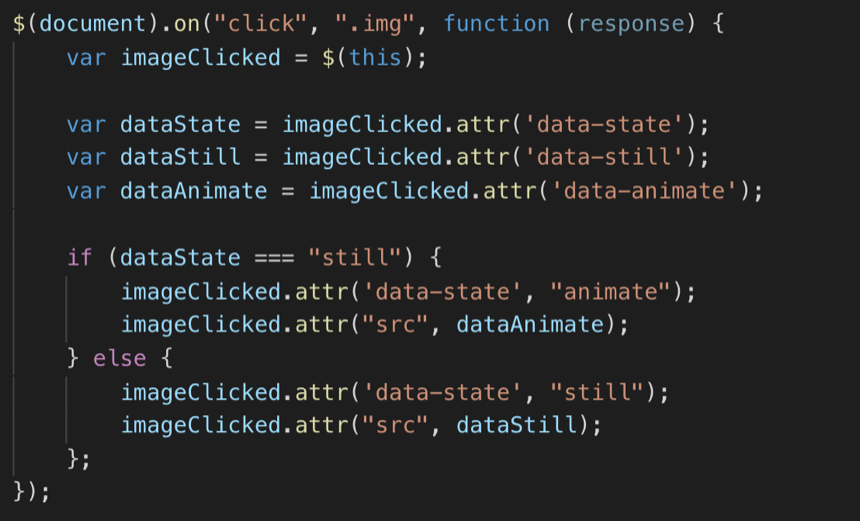 $(document).on("click", ".img", function (response) {
    var imageClicked = $(this);

    var dataState = imageClicked.attr('data-state');
    var dataStill = imageClicked.attr('data-still');
    var dataAnimate = imageClicked.attr('data-animate');

    if (dataState === "still") {
        imageClicked.attr('data-state', "animate");
        imageClicked.attr("src", dataAnimate);
    } else {
        imageClicked.attr('data-state', "still");
        imageClicked.attr("src", dataStill);
    };
});